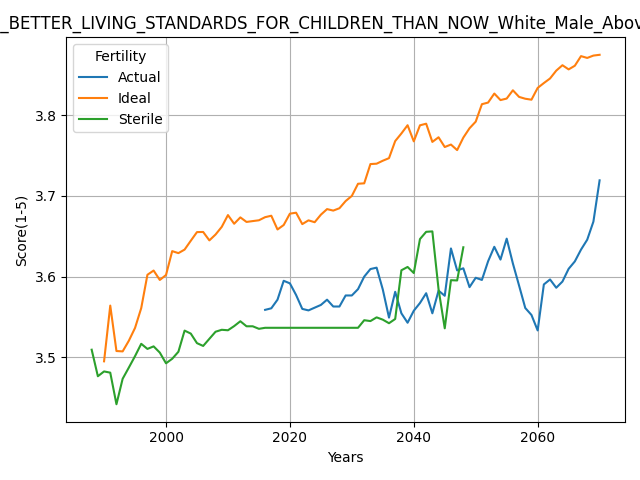 _BETTER_LIVING_STANDARDS_FOR_CHILDREN_THAN_NOW_White_Male_Abov
Fertility
Actual
Ideal
Sterile
Score(1-5)
3.8
3.7
3.6
3.5
2000 2020 2040 2060
Years